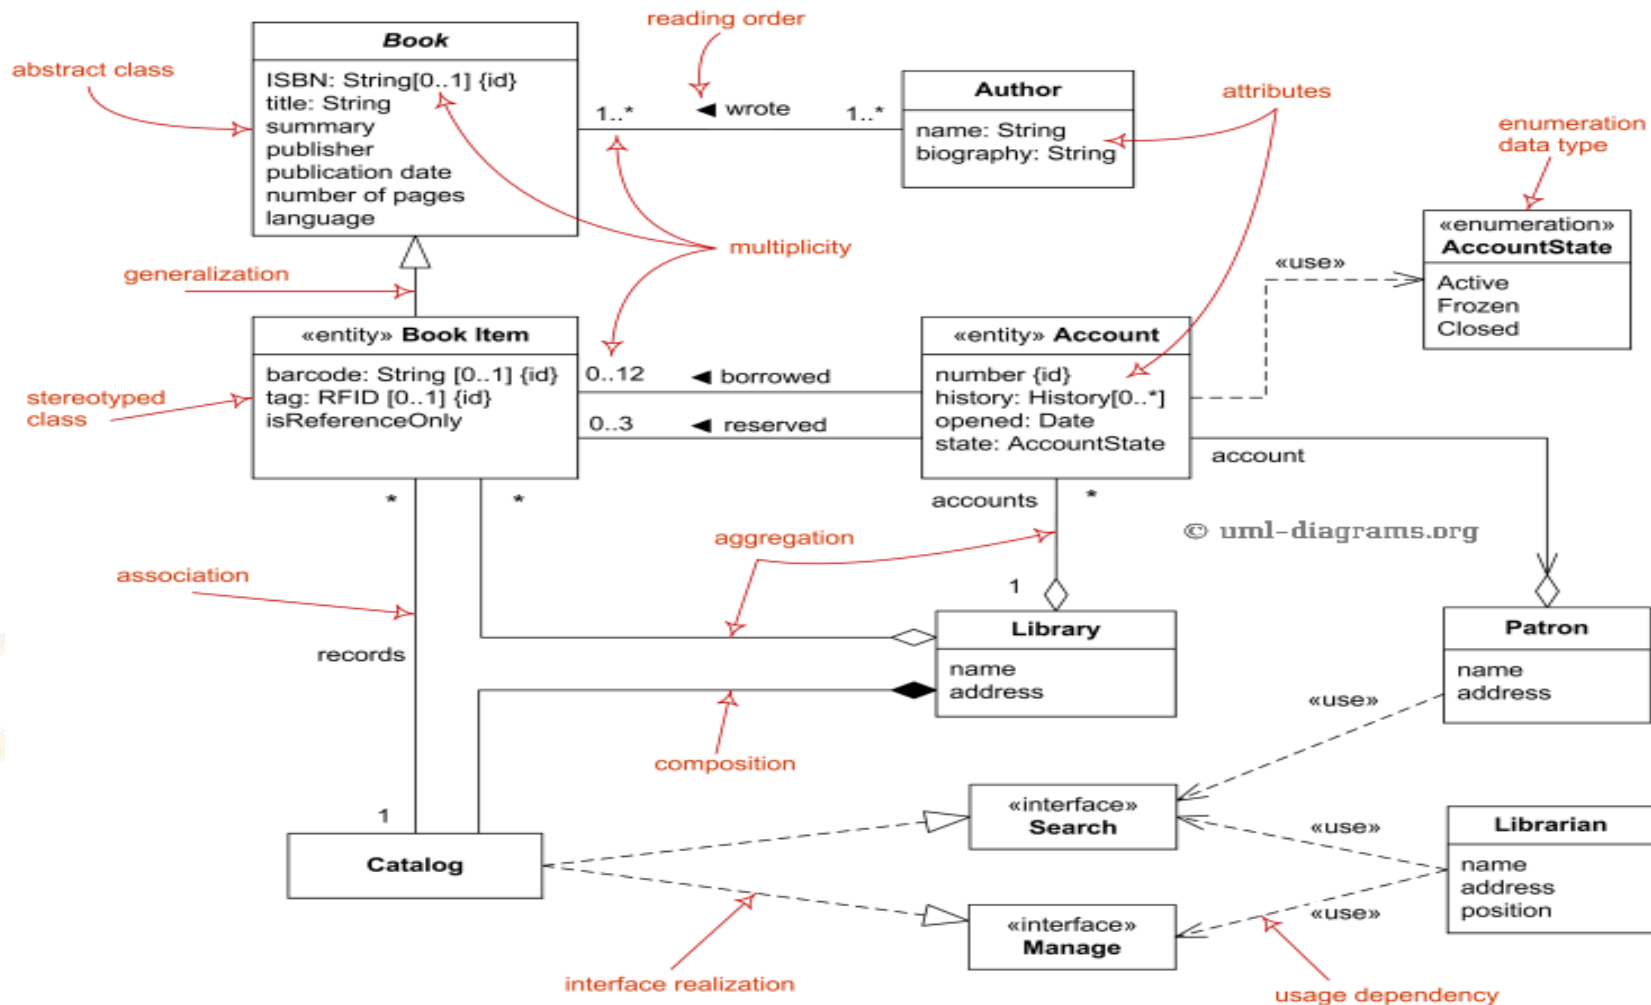 reading order
Book
abstract class
ISBN: String[0..1] {id}
title: String
summary
publisher
publication date
number of pages
language
1..*
◄ wrote
1..*
Author
name: String
biography: String
attributes
enumeration
data type
«enumeration»
AccountState
Active
Frozen
Closed
multiplicity
generalization
«use»
«entity» Book Item
barcode: String [0..1] {id}
tag: RFID [0..1] {id}
isReferenceOnly
stereotyped
class
0..12
◄ borrowed
0..3
◄ reserved
«entity» Account
number {id}
history: History[0..*]
opened: Date
state: AccountState
account
*
*
accounts
*
© uml-diagrams.org
aggregation
association
1
records
Library
name
address
Patron
name
address
composition
«use»
1
Catalog
«interface»
Search
«use»
Librarian
name
address
position
«use»
«interface»
Manage
interface realization
usage dependency